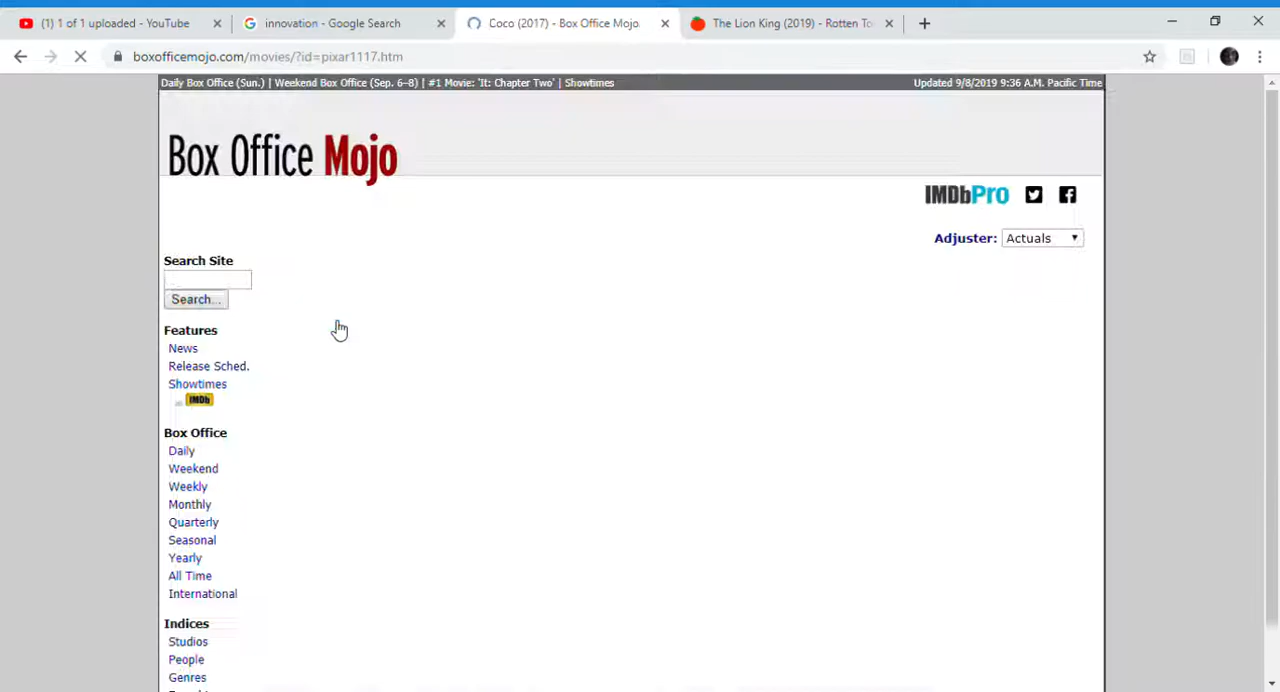 (1) 1 of 1 uploaded - YouTube
innovation - Google Search
Coco (2017) - Box Office Mojo
The Lion King (2019) - Rotten To
boxofficemojo.com/movies/?id=pixar1117.htm
Daily Box Office (Sun.) | Weekend Box Office (Sep. 6–8) | #1 Movie: 'It: Chapter Two' | Showtimes
Updated 9/8/2019 9:36 A.M. Pacific Time
Box Office Mojo
IMDbPro
Adjuster: Actuals
Search Site
Search...
Features
News
Release Sched.
Showtimes
IMDb
Box Office
Daily
Weekend
Weekly
Monthly
Quarterly
Seasonal
Yearly
All Time
International
Indices
Studios
People
Genres